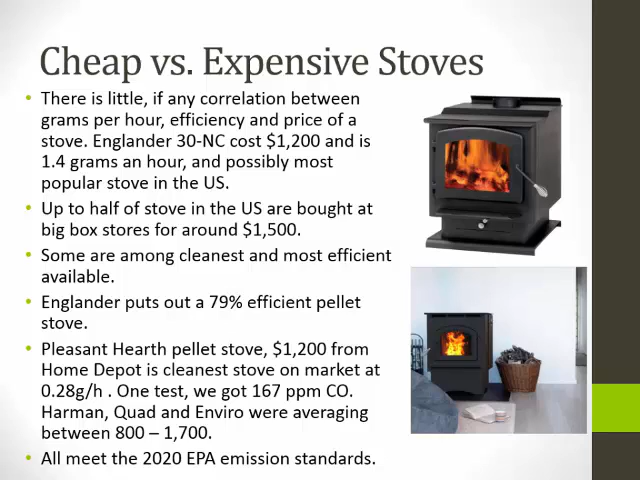 Cheap vs. Expensive Stoves
• There is little, if any correlation between
grams per hour, efficiency and price of a
stove. Englander 30-NC cost $1,200 and is
1.4 grams an hour, and possibly most
popular stove in the US.
• Up to half of stove in the US are bought at
big box stores for around $1,500.
• Some are among cleanest and most efficient
available.
• Englander puts out a 79% efficient pellet
stove.
• Pleasant Hearth pellet stove, $1,200 from
Home Depot is cleanest stove on market at
0.28g/h . One test, we got 167 ppm CO.
Harman, Quad and Enviro were averaging
between 800 – 1,700.
• All meet the 2020 EPA emission standards.